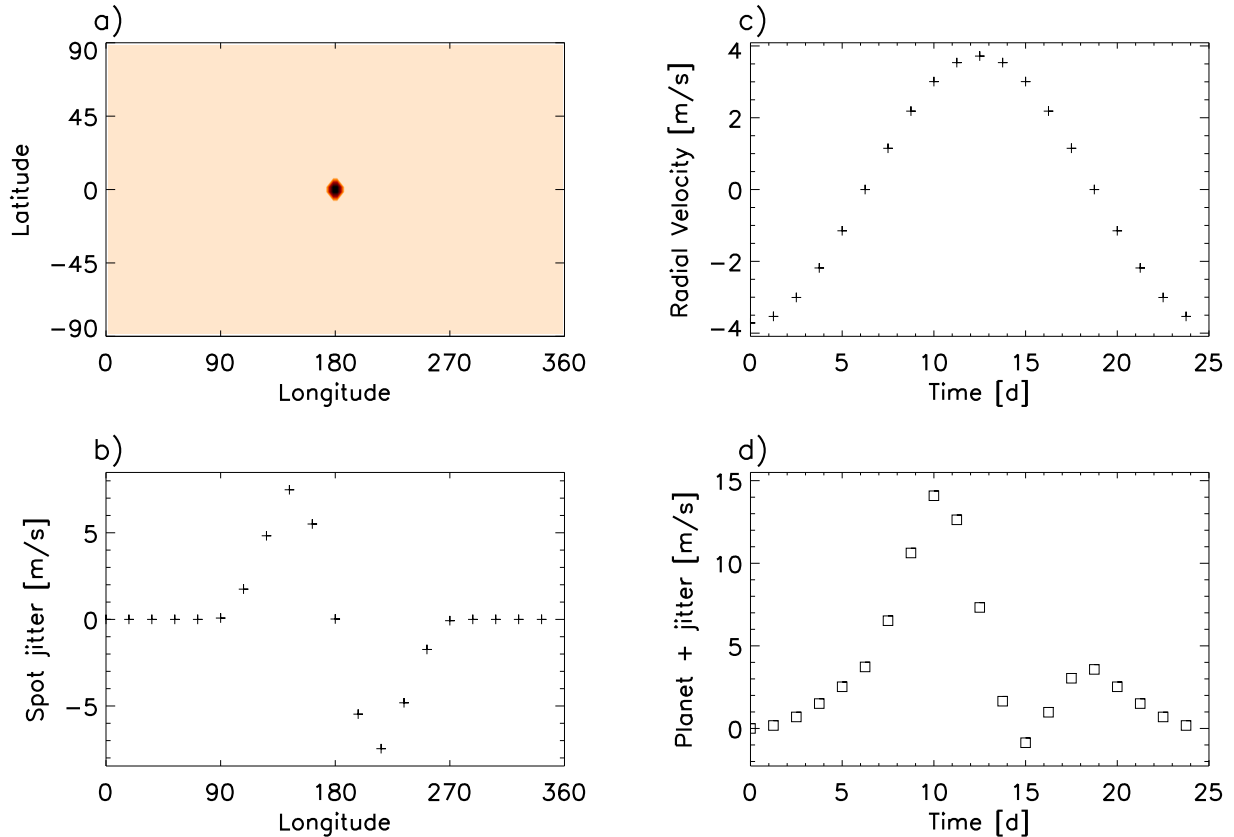 a)
90
45
0
−45
−90
Latitude
0 90 180 270 360
Longitude
c)
4
2
0
−2
−4
Radial Velocity [m/s]
0 5 10 15 20 25
Time [d]
b)
5
0
−5
Spot jitter [m/s]
0 90 180 270 360
Longitude
d)
15
10
5
0
Planet + jitter [m/s]
0 5 10 15 20 25
Time [d]